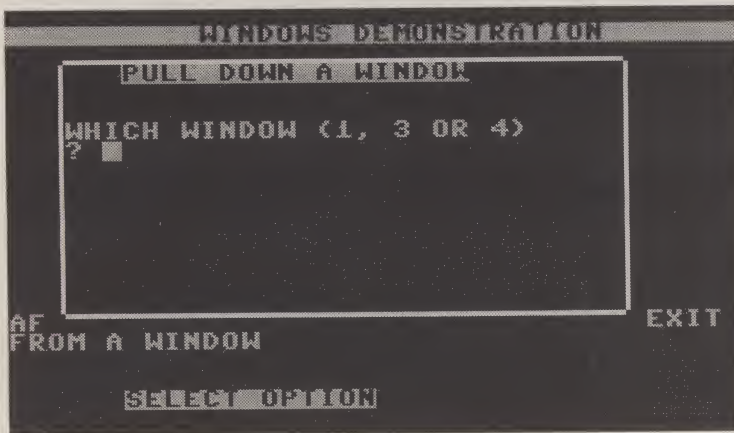 WINDOWS DEMONSTRATION
PULL DOWN A WINDOW
WHICH WINDOW (1, 3 OR 4)
?
AF
EXIT
FROM A WINDOW
SELECT OPTION